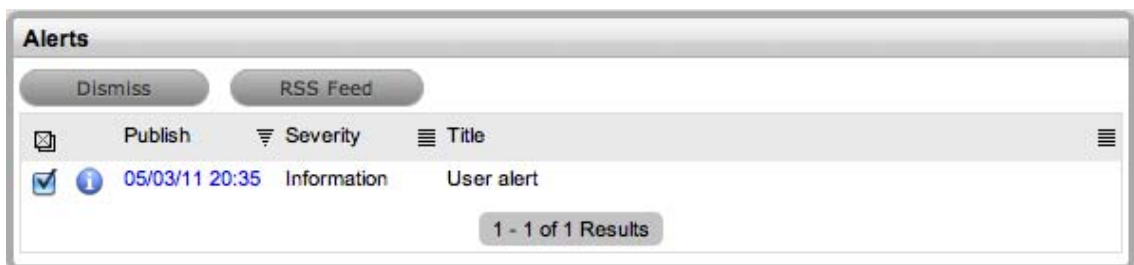 Alerts
Dismiss RSS Feed
Publish Severity Title
05/03/11 20:35 Information User alert
1 - 1 of 1 Results